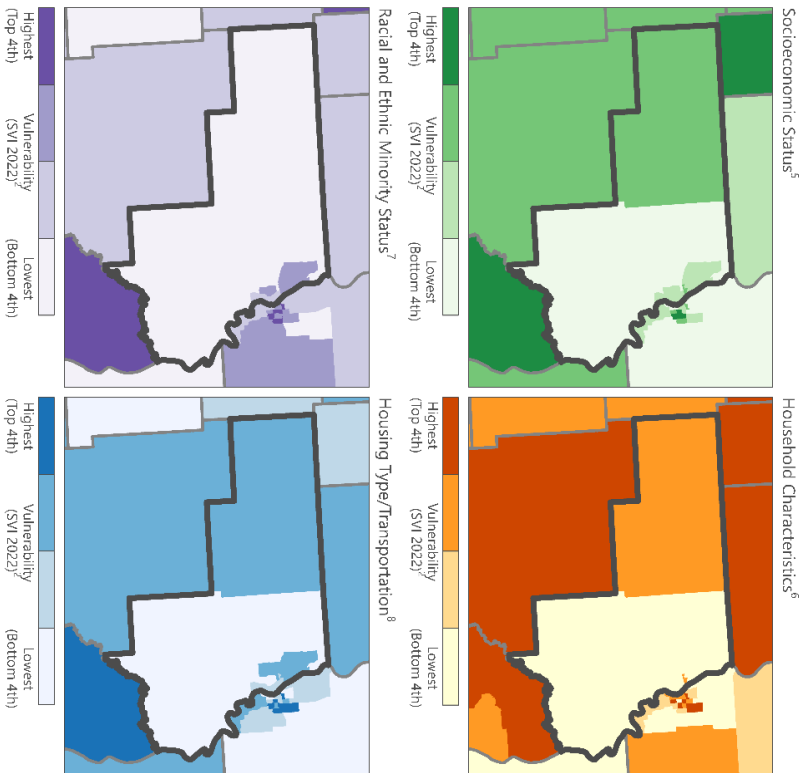 Socioeconomic Status⁵
Highest
(Top 4th)
Vulnerability
(SVI 2022)²
Lowest
(Bottom 4th)
Household Characteristics⁶
Highest
(Top 4th)
Vulnerability
(SVI 2022)²
Lowest
(Bottom 4th)
Racial and Ethnic Minority Status⁷
Highest
(Top 4th)
Vulnerability
(SVI 2022)²
Lowest
(Bottom 4th)
Housing Type/Transportation⁸
Highest
(Top 4th)
Vulnerability
(SVI 2022)²
Lowest
(Bottom 4th)